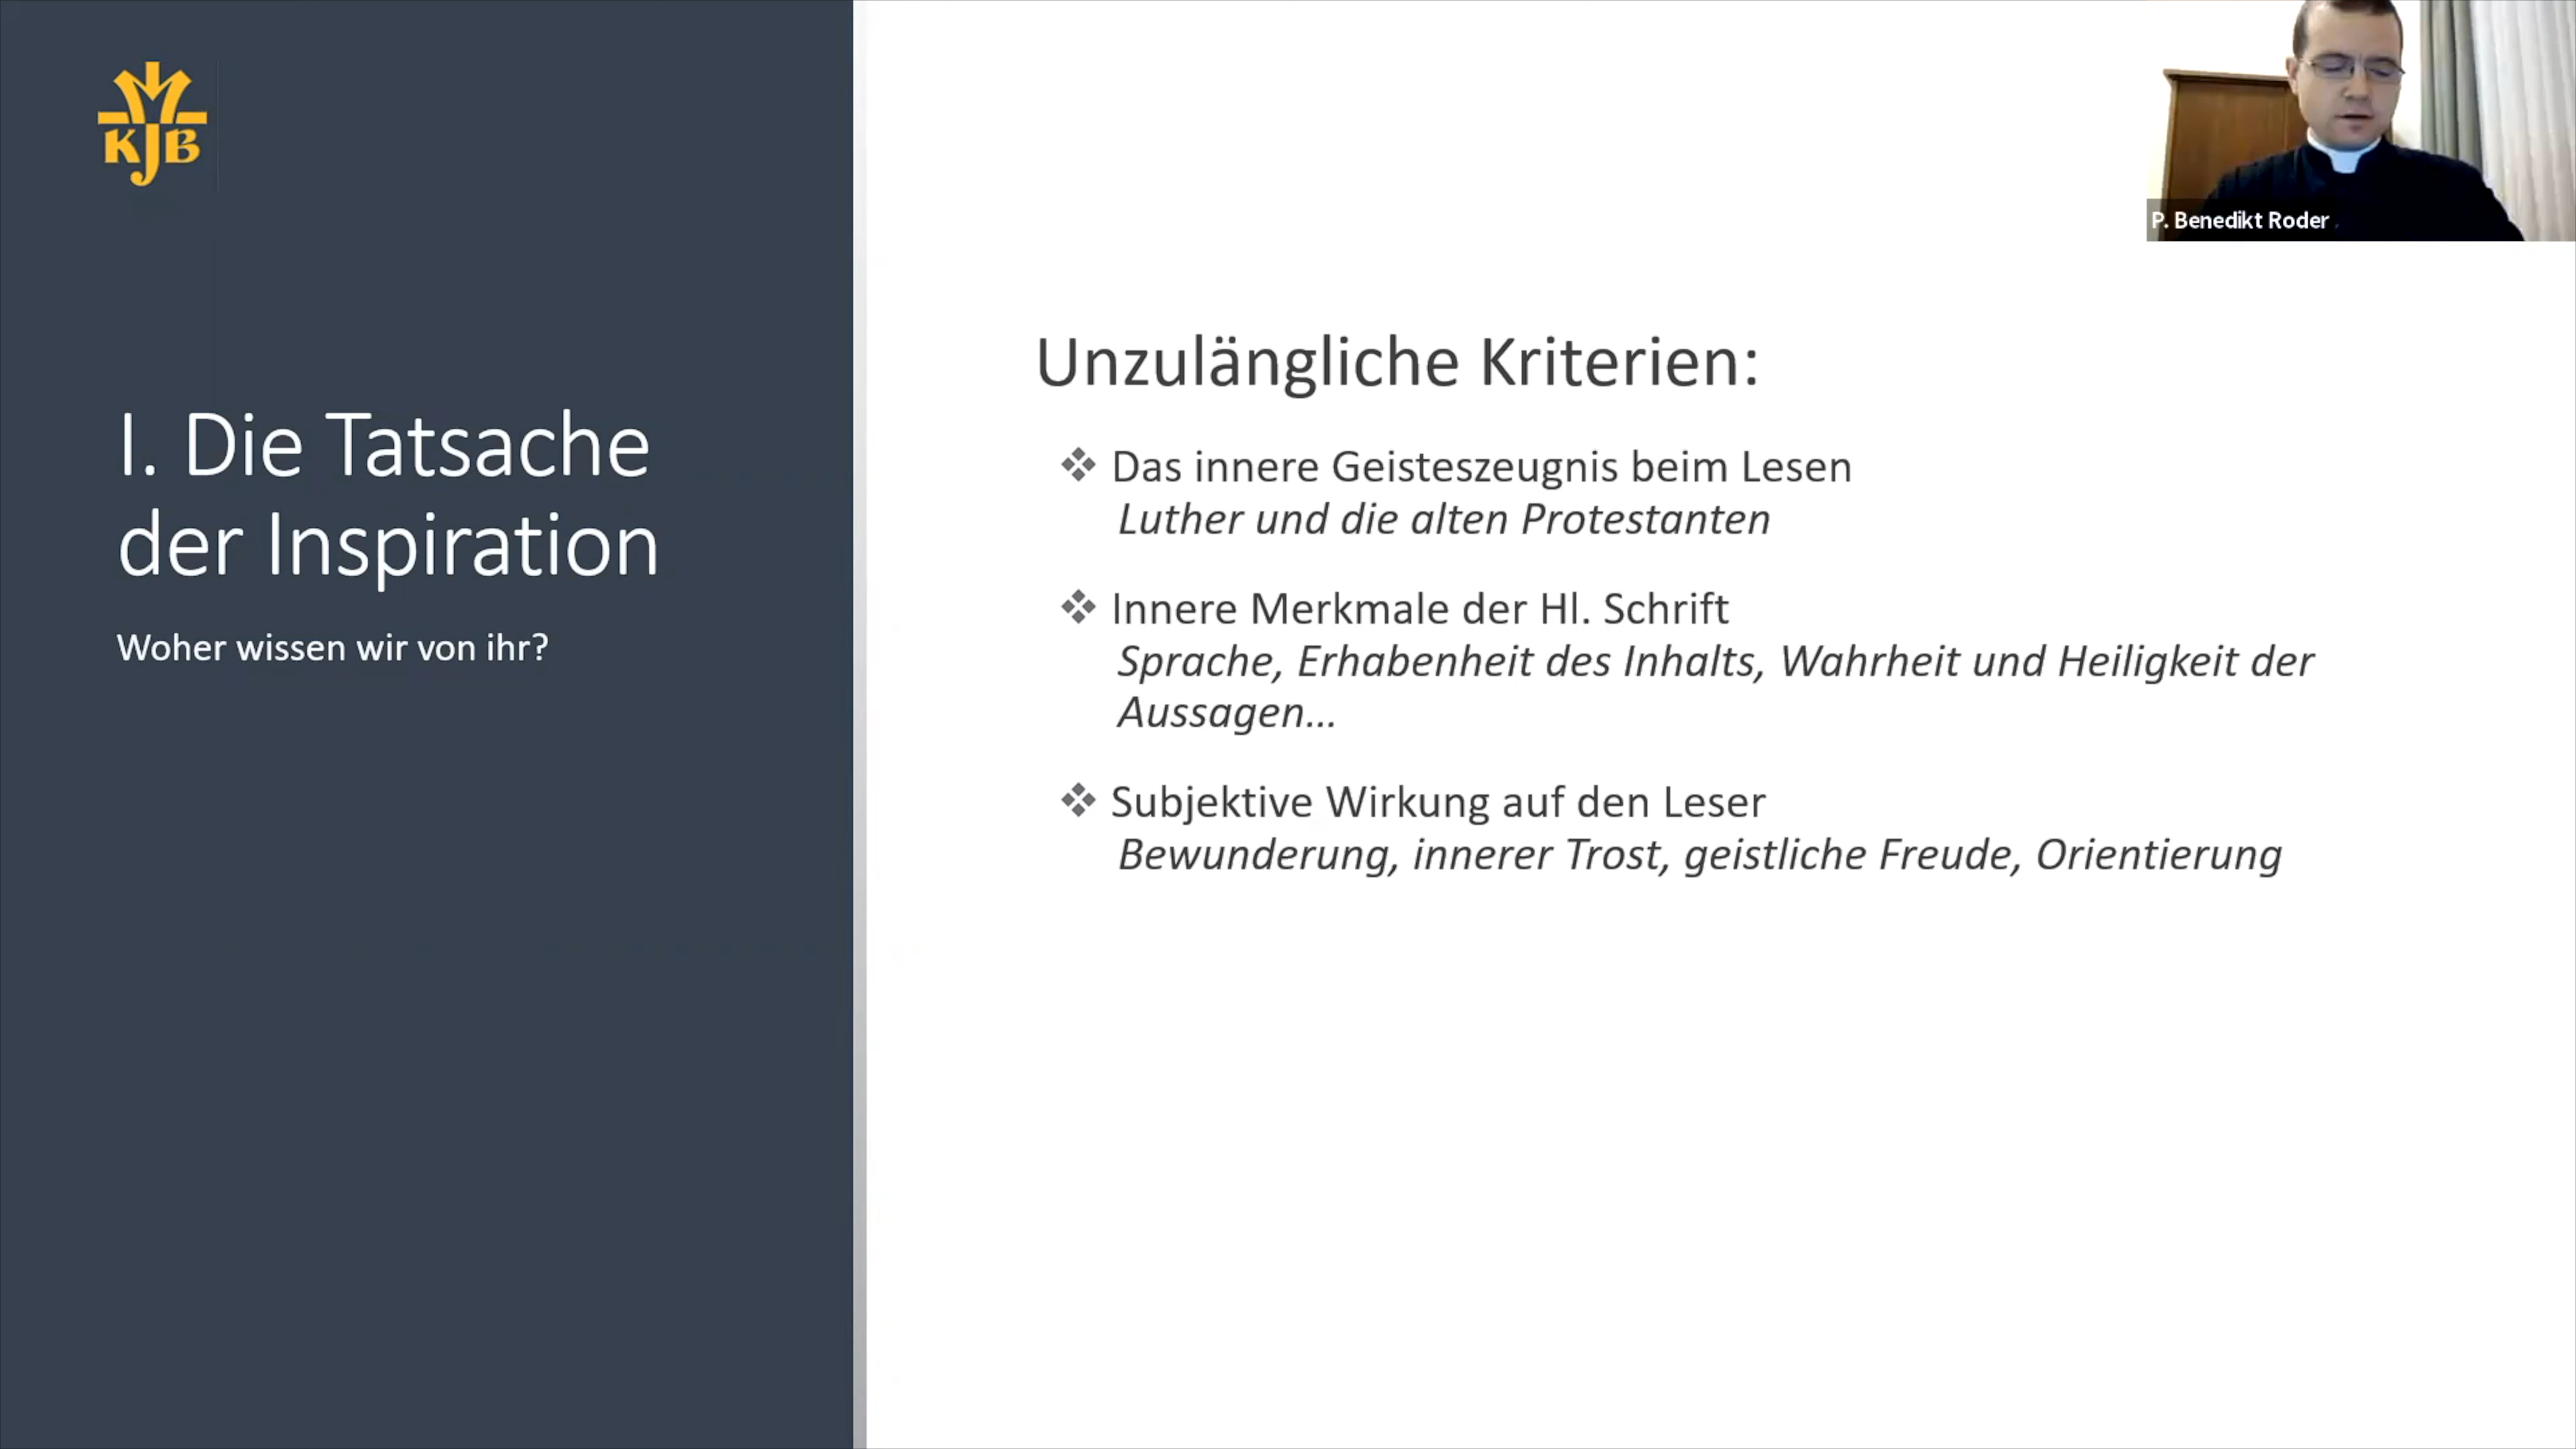 KJB
I. Die Tatsache
der Inspiration
Woher wissen wir von ihr?
P. Benedikt Roder
Unzulängliche Kriterien:
❖ Das innere Geisteszeugnis beim Lesen
Luther und die alten Protestanten
❖ Innere Merkmale der Hl. Schrift
Sprache, Erhabenheit des Inhalts, Wahrheit und Heiligkeit der
Aussagen...
❖ Subjektive Wirkung auf den Leser
Bewunderung, innerer Trost, geistliche Freude, Orientierung